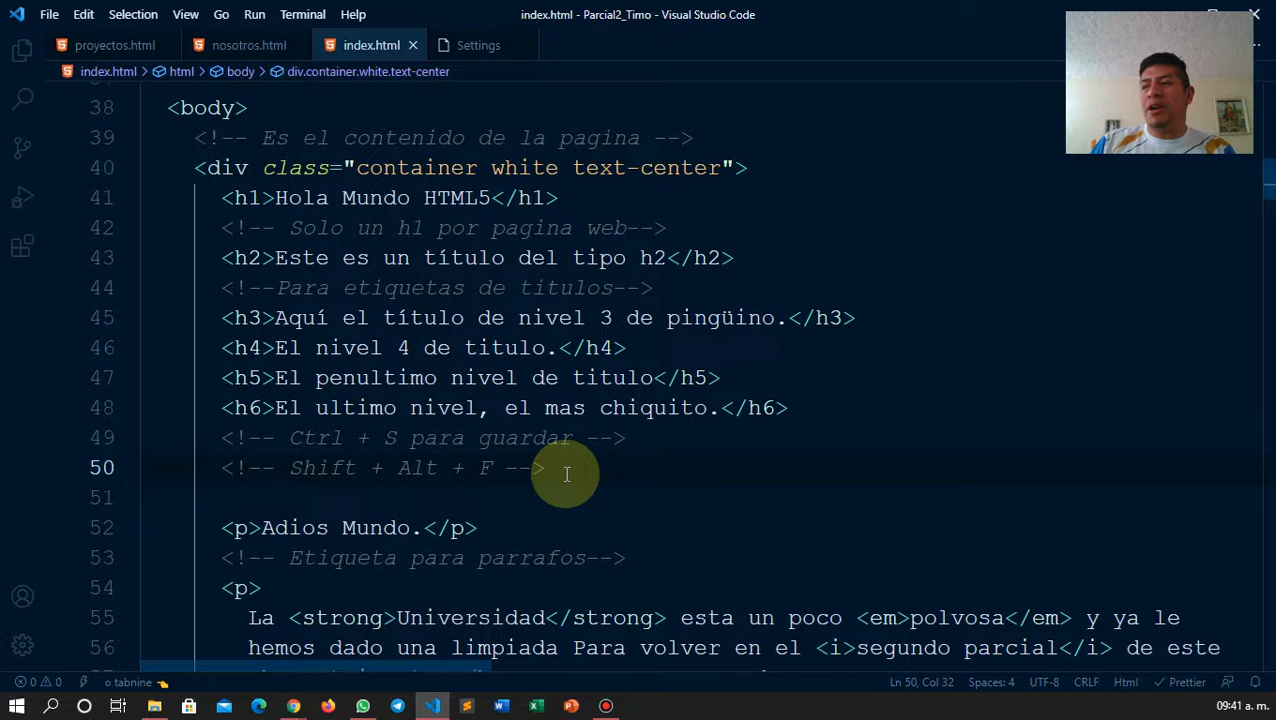 File Edit Selection View Go Run Terminal Help index.html - Parcial2_Timo - Visual Studio Code
proyectos.html nosotros.html index.html Settings
index.html > html > body > div.container.white.text-center
38 <body>
39 <!-- Es el contenido de la pagina -->
40 <div class="container white text-center">
41 <h1>Hola Mundo HTML5</h1>
42 <!-- Solo un h1 por pagina web-->
43 <h2>Este es un título del tipo h2</h2>
44 <!--Para etiquetas de titulos-->
45 <h3>Aquí el título de nivel 3 de pingüino.</h3>
46 <h4>El nivel 4 de titulo.</h4>
47 <h5>El penultimo nivel de titulo</h5>
48 <h6>El ultimo nivel, el mas chiquito.</h6>
49 <!-- Ctrl + S para guardar -->
50 <!-- Shift + Alt + F -->
51
52 <p>Adios Mundo.</p>
53 <!-- Etiqueta para parrafos-->
54 <p>
55 La <strong>Universidad</strong> esta un poco <em>polvosa</em> y ya le
56 hemos dado una limpiada Para volver en el <i>segundo parcial</i> de este
0 0 tabnine Ln 50, Col 32 Spaces: 4 UTF-8 CRLF Html Prettier
09:41 a. m.